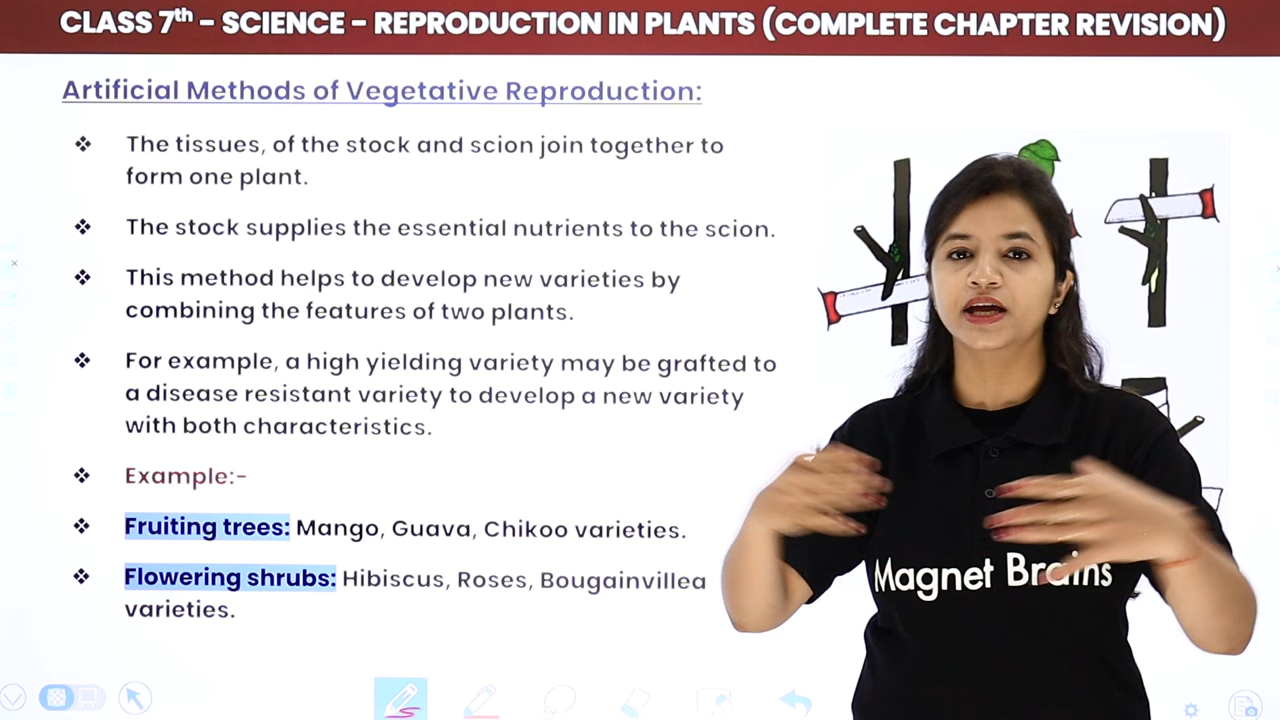 CLASS 7th – SCIENCE – REPRODUCTION IN PLANTS (COMPLETE CHAPTER REVISION)
Artificial Methods of Vegetative Reproduction:
❖ The tissues, of the stock and scion join together to
form one plant.
❖ The stock supplies the essential nutrients to the scion.
❖ This method helps to develop new varieties by
combining the features of two plants.
❖ For example, a high yielding variety may be grafted to
a disease resistant variety to develop a new variety
with both characteristics.
❖ Example:-
❖ Fruiting trees: Mango, Guava, Chikoo varieties.
❖ Flowering shrubs: Hibiscus, Roses, Bougainvillea
varieties.
Magnet Brains